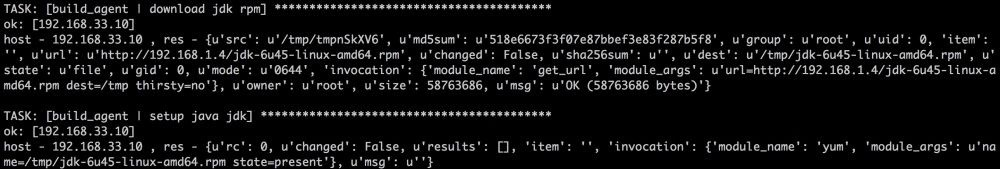 TASK: [build_agent | download jdk rpm] ****************************************
ok: [192.168.33.10]
host - 192.168.33.10 , res - {u'src': u'/tmp/tmpnSkXV6', u'md5sum': u'518e6673f3f07e87bbef3e83f287b5f8', u'group': u'root', u'uid': 0, 'item':
'', u'url': u'http://192.168.1.4/jdk-6u45-linux-amd64.rpm', u'changed': False, u'sha256sum': u'', u'dest': u'/tmp/jdk-6u45-linux-amd64.rpm', u'
state': u'file', u'gid': 0, u'mode': u'0644', 'invocation': {'module_name': 'get_url', 'module_args': u'url=http://192.168.1.4/jdk-6u45-linux-a
md64.rpm dest=/tmp thirsty=no'}, u'owner': u'root', u'size': 58763686, u'msg': u'OK (58763686 bytes)'}
TASK: [build_agent | setup java jdk] ******************************************
ok: [192.168.33.10]
host - 192.168.33.10 , res - {u'rc': 0, u'changed': False, u'results': [], 'item': '', 'invocation': {'module_name': 'yum', 'module_args': u'na
me=/tmp/jdk-6u45-linux-amd64.rpm state=present'}, u'msg': u''}